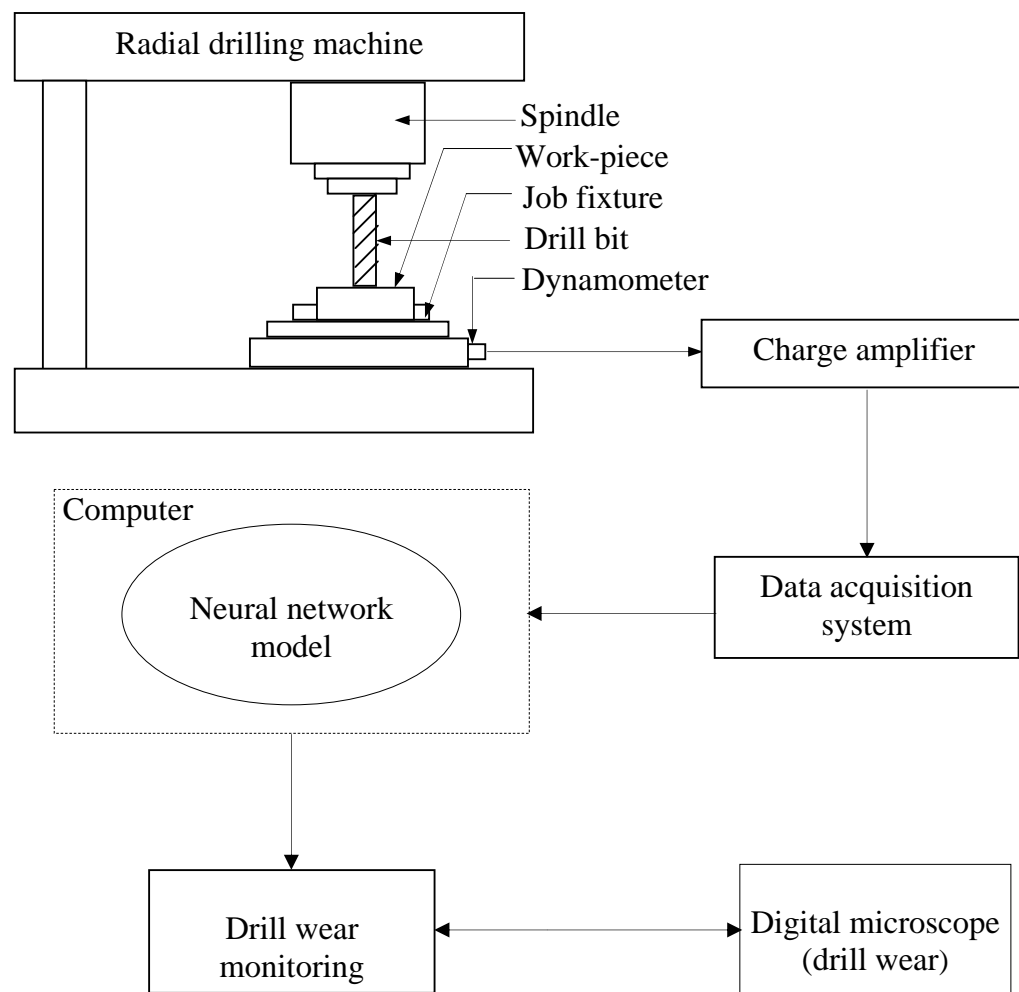 Radial drilling machine
Spindle
Work-piece
Job fixture
Drill bit
Dynamometer
Charge amplifier
Computer
Neural network
model
Data acquisition
system
Drill wear
monitoring
Digital microscope
(drill wear)